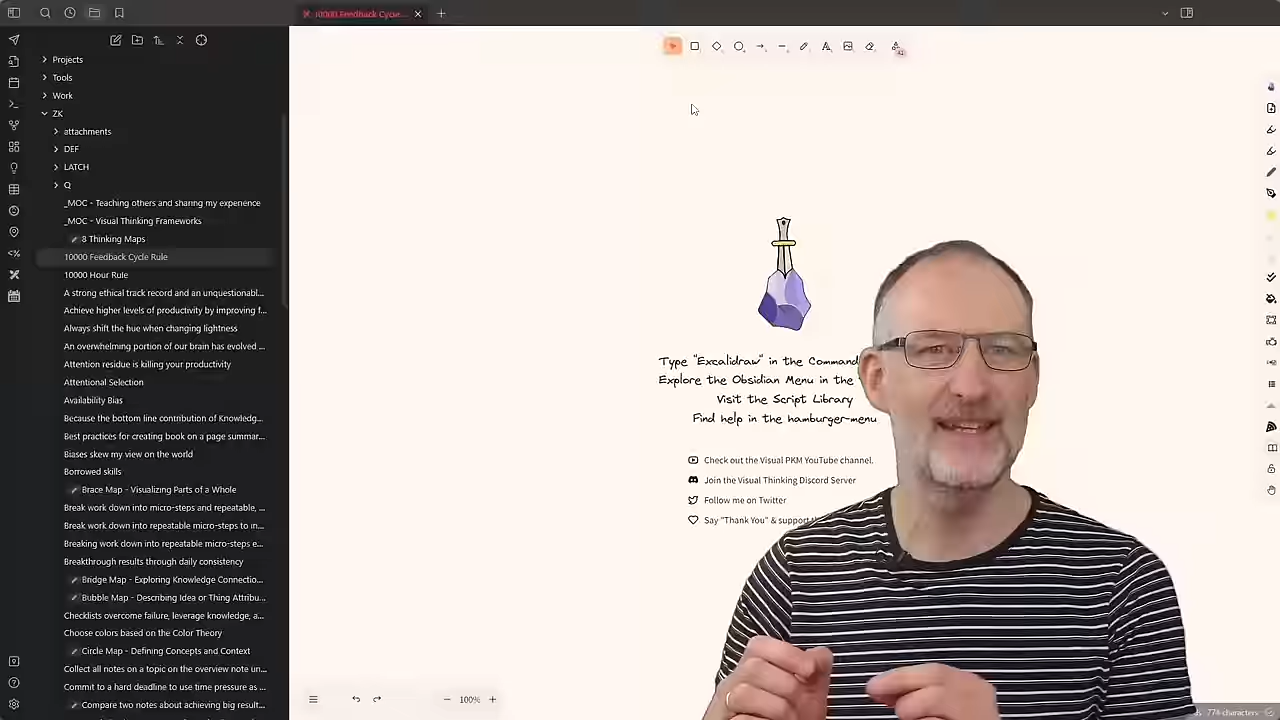 10000 Feedback Cycle...
Projects
Tools
Work
ZK
attachments
DEF
LATCH
Q
_MOC - Teaching others and sharing my experience
_MOC - Visual Thinking Frameworks
8 Thinking Maps
10000 Feedback Cycle Rule
10000 Hour Rule
A strong ethical track record and an unquestionabl...
Achieve higher levels of productivity by improving f...
Always shift the hue when changing lightness
An overwhelming portion of our brain has evolved ...
Attention residue is killing your productivity
Attentional Selection
Availability Bias
Because the bottom line contribution of Knowledg...
Best practices for creating book on a page summar...
Biases skew my view on the world
Borrowed skills
Brace Map - Visualizing Parts of a Whole
Break work down into micro-steps and repeatable, ...
Break work down into repeatable micro-steps to in...
Breaking work down into repeatable micro-steps e...
Breakthrough results through daily consistency
Bridge Map - Exploring Knowledge Connectio...
Bubble Map - Describing Idea or Thing Attribu...
Checklists overcome failure, leverage knowledge, a...
Choose colors based on the Color Theory
Circle Map - Defining Concepts and Context
Collect all notes on a topic on the overview note un...
Commit to a hard deadline to use time pressure as ...
Compare two notes about achieving big result...
Type "Excalidraw" in the Command
Explore the Obsidian Menu in the
Visit the Script Library
Find help in the hamburger-menu
Check out the Visual PKM YouTube channel.
Join the Visual Thinking Discord Server
Follow me on Twitter
Say "Thank You" & support
100%
774 characters